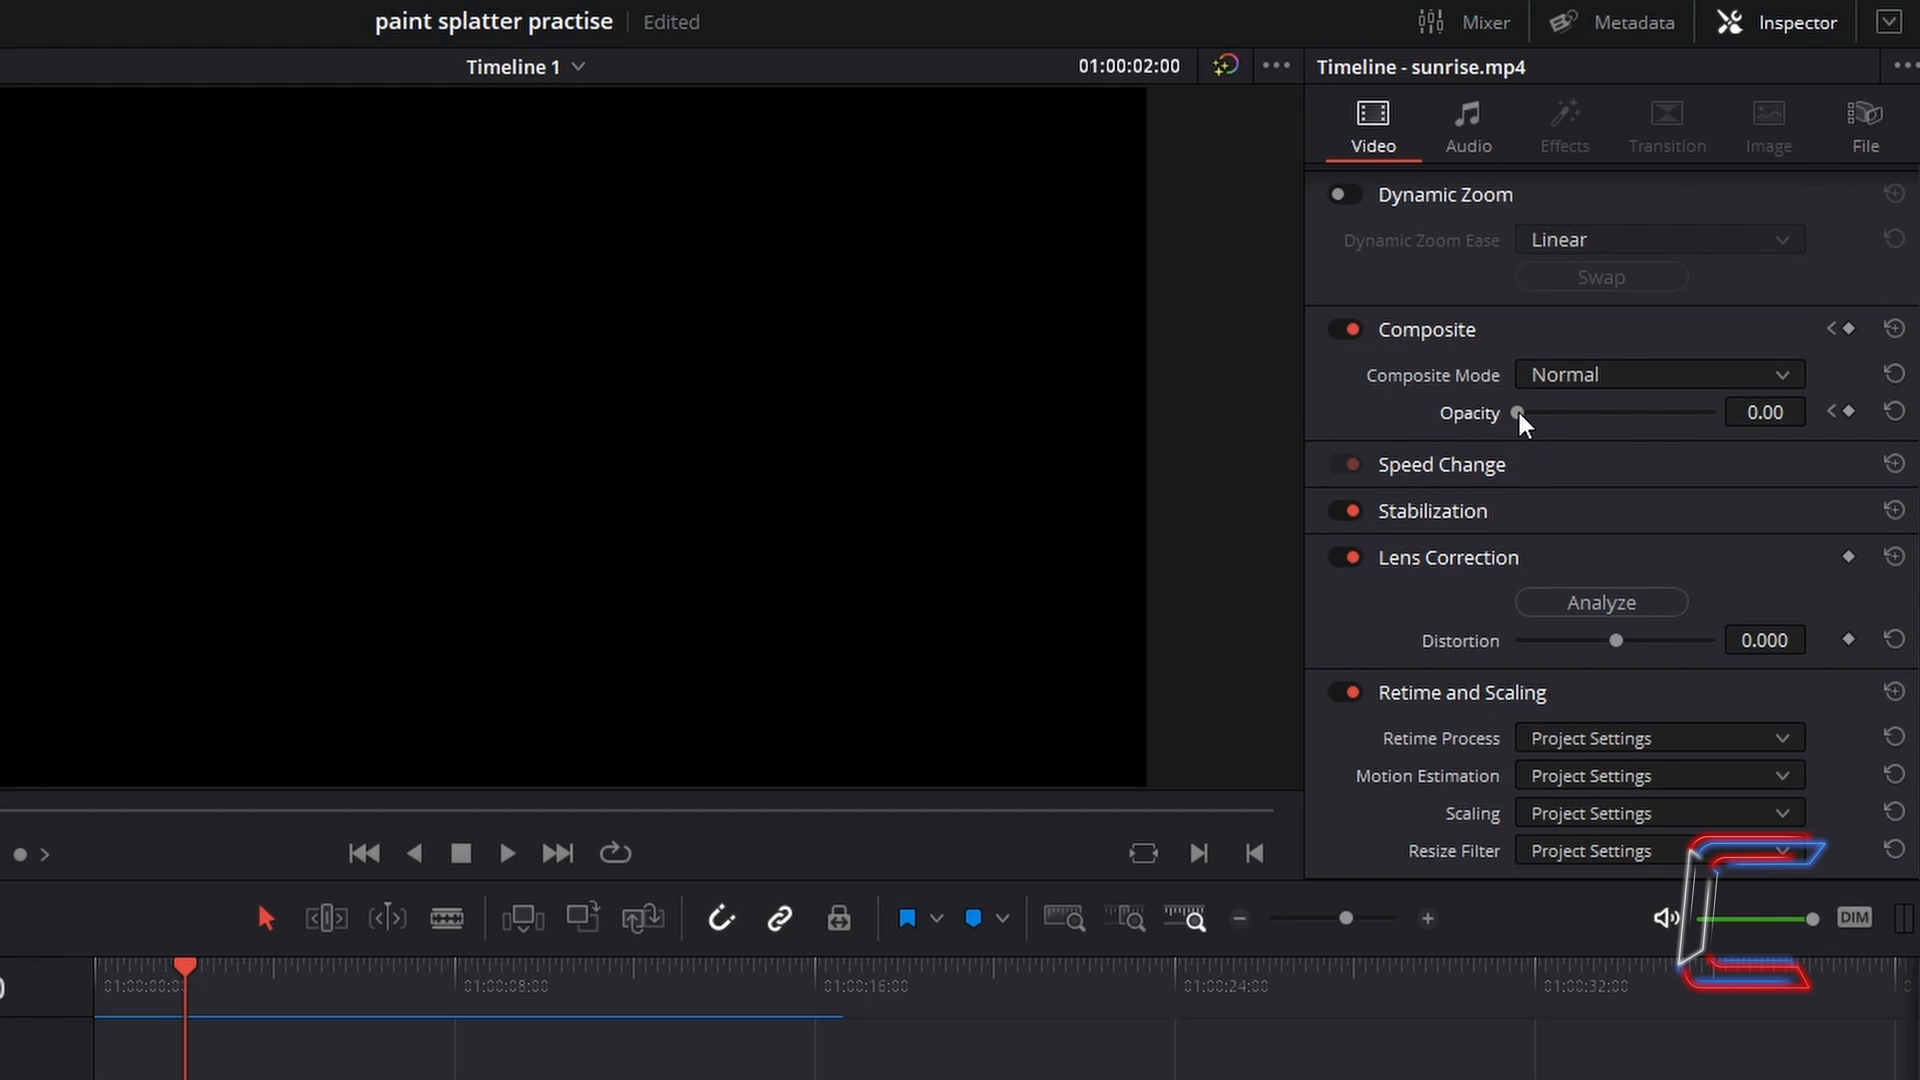 paint splatter practise
Edited
Mixer
Metadata
Inspector
Timeline 1
01:00:02:00
Timeline - sunrise.mp4
Video
Audio
Effects
Transition
Image
File
Dynamic Zoom
Dynamic Zoom Ease
Linear
Swap
Composite
Composite Mode
Normal
Opacity
0.00
Speed Change
Stabilization
Lens Correction
Analyze
Distortion
0.000
Retime and Scaling
Retime Process
Project Settings
Motion Estimation
Project Settings
Scaling
Project Settings
Resize Filter
Project Settings
DIM
01:00:08:00
01:00:16:00
01:00:24:00
01:00:32:00